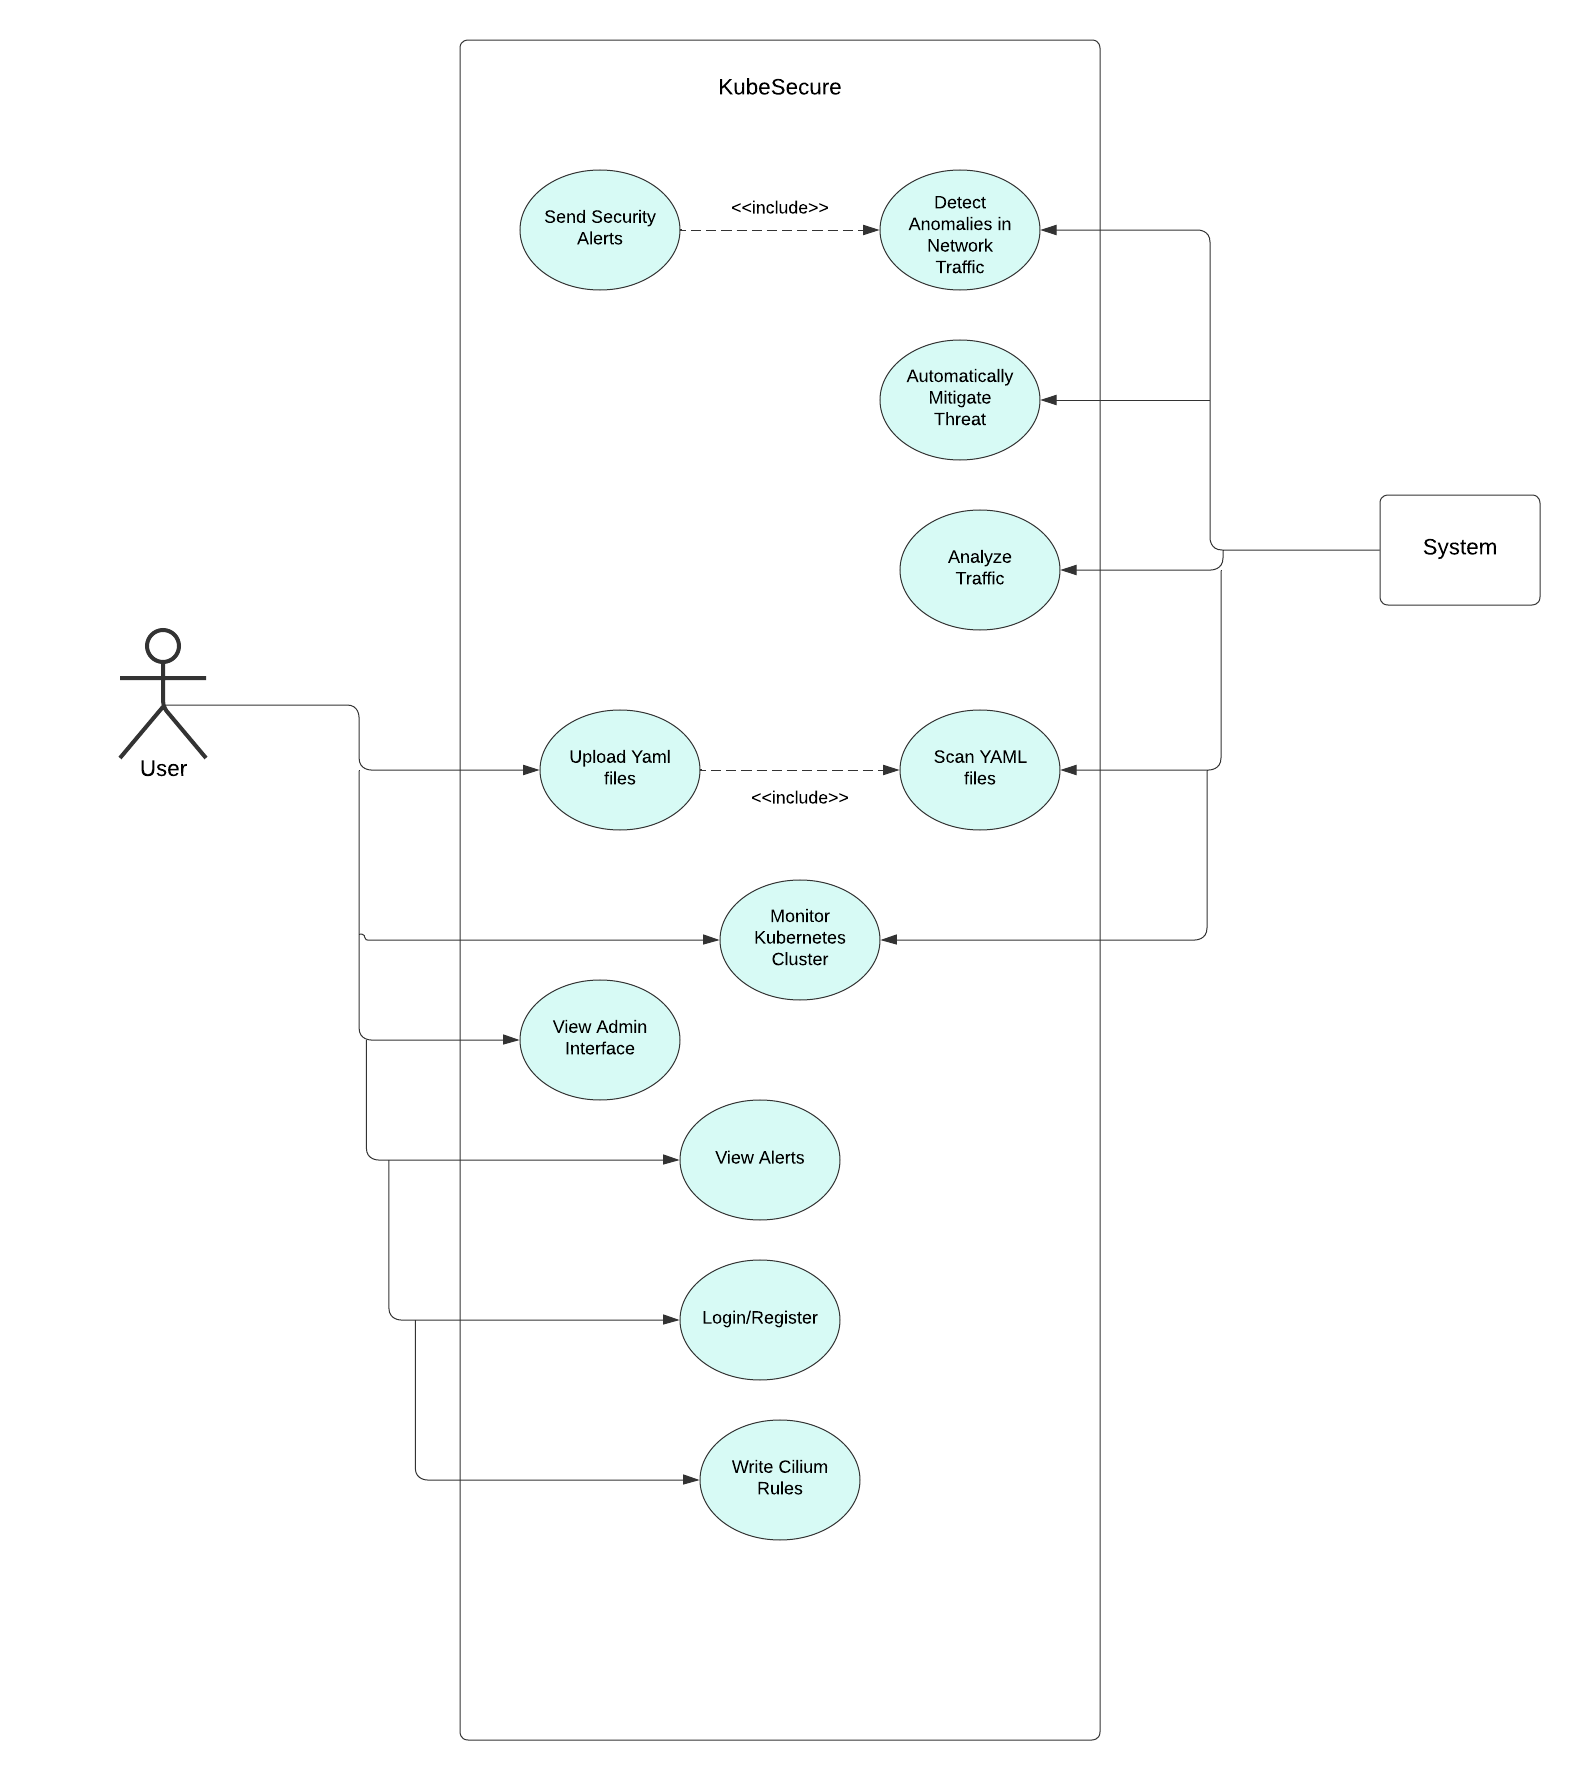 KubeSecure
Send Security
Alerts
<<include>>
Detect
Anomalies in
Network
Traffic
Automatically
Mitigate
Threat
Analyze
Traffic
System
User
Upload Yaml
files
<<include>>
Scan YAML
files
Monitor
Kubernetes
Cluster
View Admin
Interface
View Alerts
Login/Register
Write Cilium
Rules